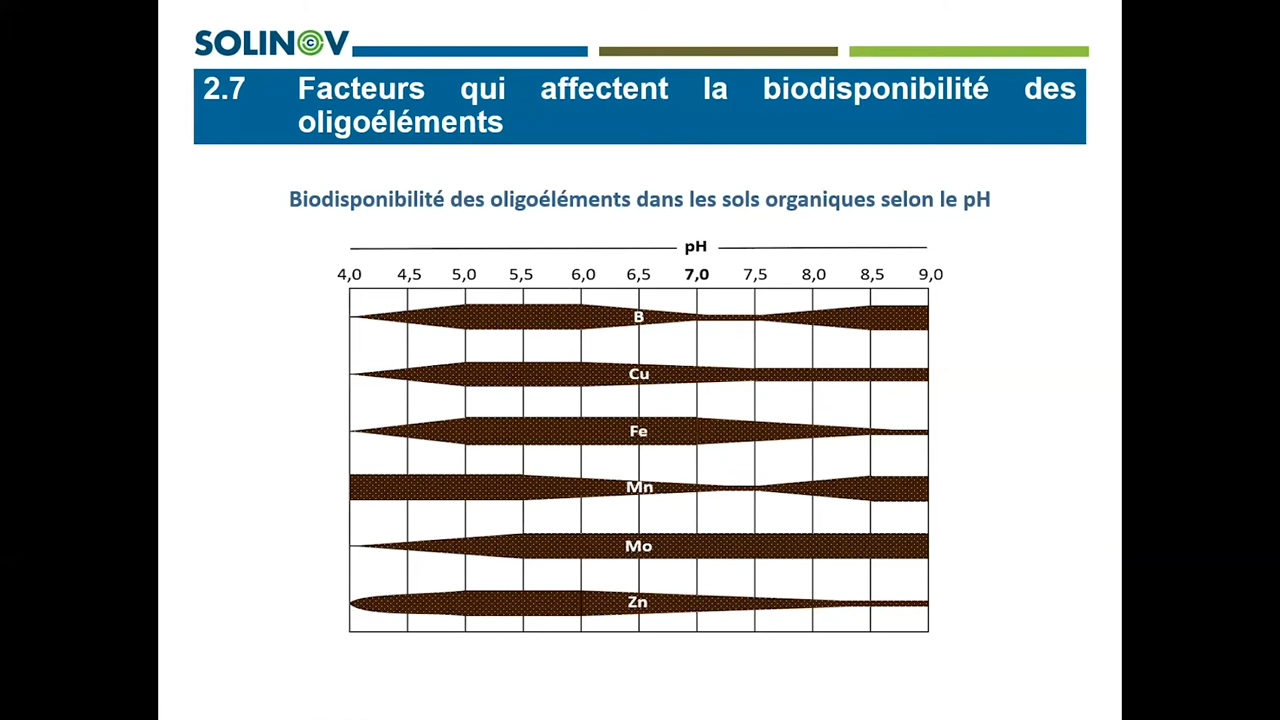 SOLINOV
2.7 Facteurs qui affectent la biodisponibilité des
oligoéléments
Biodisponibilité des oligoéléments dans les sols organiques selon le pH
pH
4,0 4,5 5,0 5,5 6,0 6,5 7,0 7,5 8,0 8,5 9,0
B
Cu
Fe
Mn
Mo
Zn